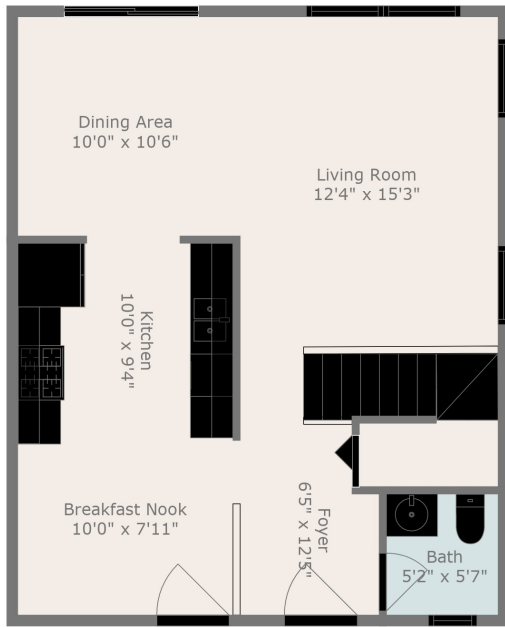 Dining Area
10'0" x 10'6"
Living Room
12'4" x 15'3"
Kitchen
10'0" x 9'4"
Breakfast Nook
10'0" x 7'11"
Foyer
6'5" x 12'5"
Bath
5'2" x 5'7"